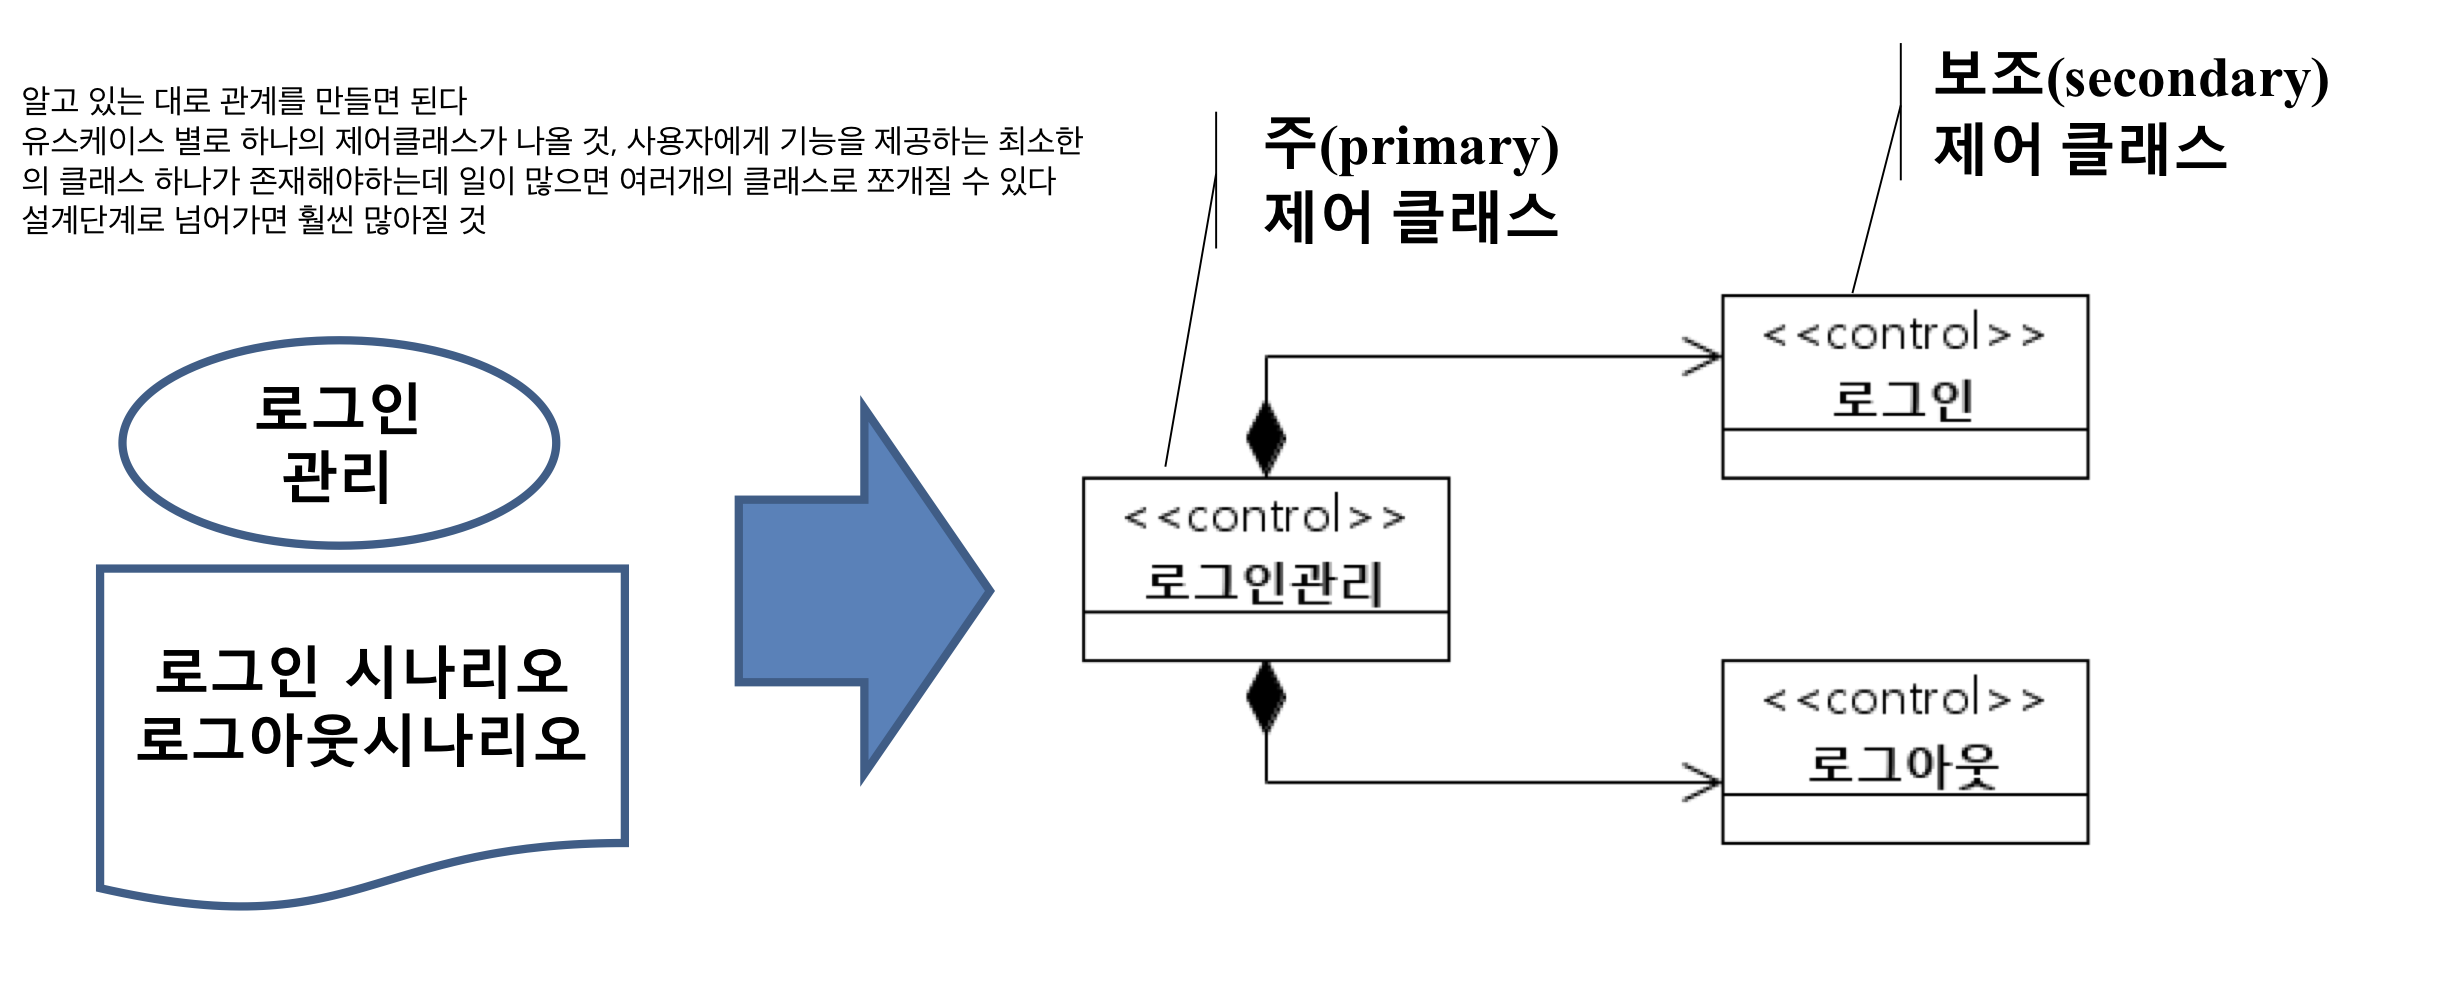 알고 있는 대로 관계를 만들면 된다
유스케이스 별로 하나의 제어클래스가 나올 것, 사용자에게 기능을 제공하는 최소한
의 클래스 하나가 존재해야하는데 일이 많으면 여러개의 클래스로 쪼개질 수 있다
설계단계로 넘어가면 훨씬 많아질 것
주(primary)
제어 클래스
보조(secondary)
제어 클래스
로그인
관리
로그인 시나리오
로그아웃시나리오
<<control>>
로그인관리
<<control>>
로그인
<<control>>
로그아웃